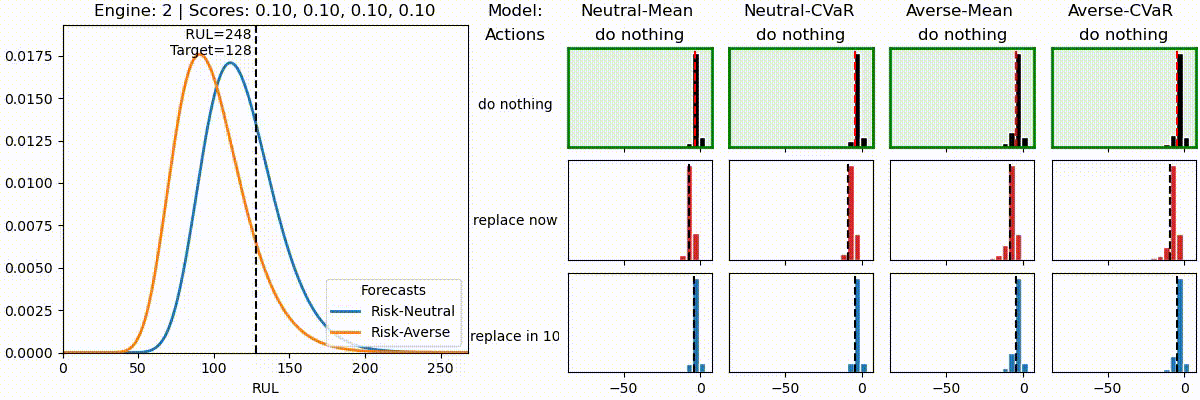 Engine: 2 | Scores: 0.10, 0.10, 0.10, 0.10
RUL=248
Target=128
0.0175
0.0150
0.0125
0.0100
0.0075
0.0050
0.0025
0.0000
0
50
100
150
200
250
RUL
Forecasts
Risk-Neutral
Risk-Averse
Model:
Actions
do nothing
replace now
replace in 10
Neutral-Mean
do nothing
Neutral-CVaR
do nothing
Averse-Mean
do nothing
Averse-CVaR
do nothing
−50
0
−50
0
−50
0
−50
0